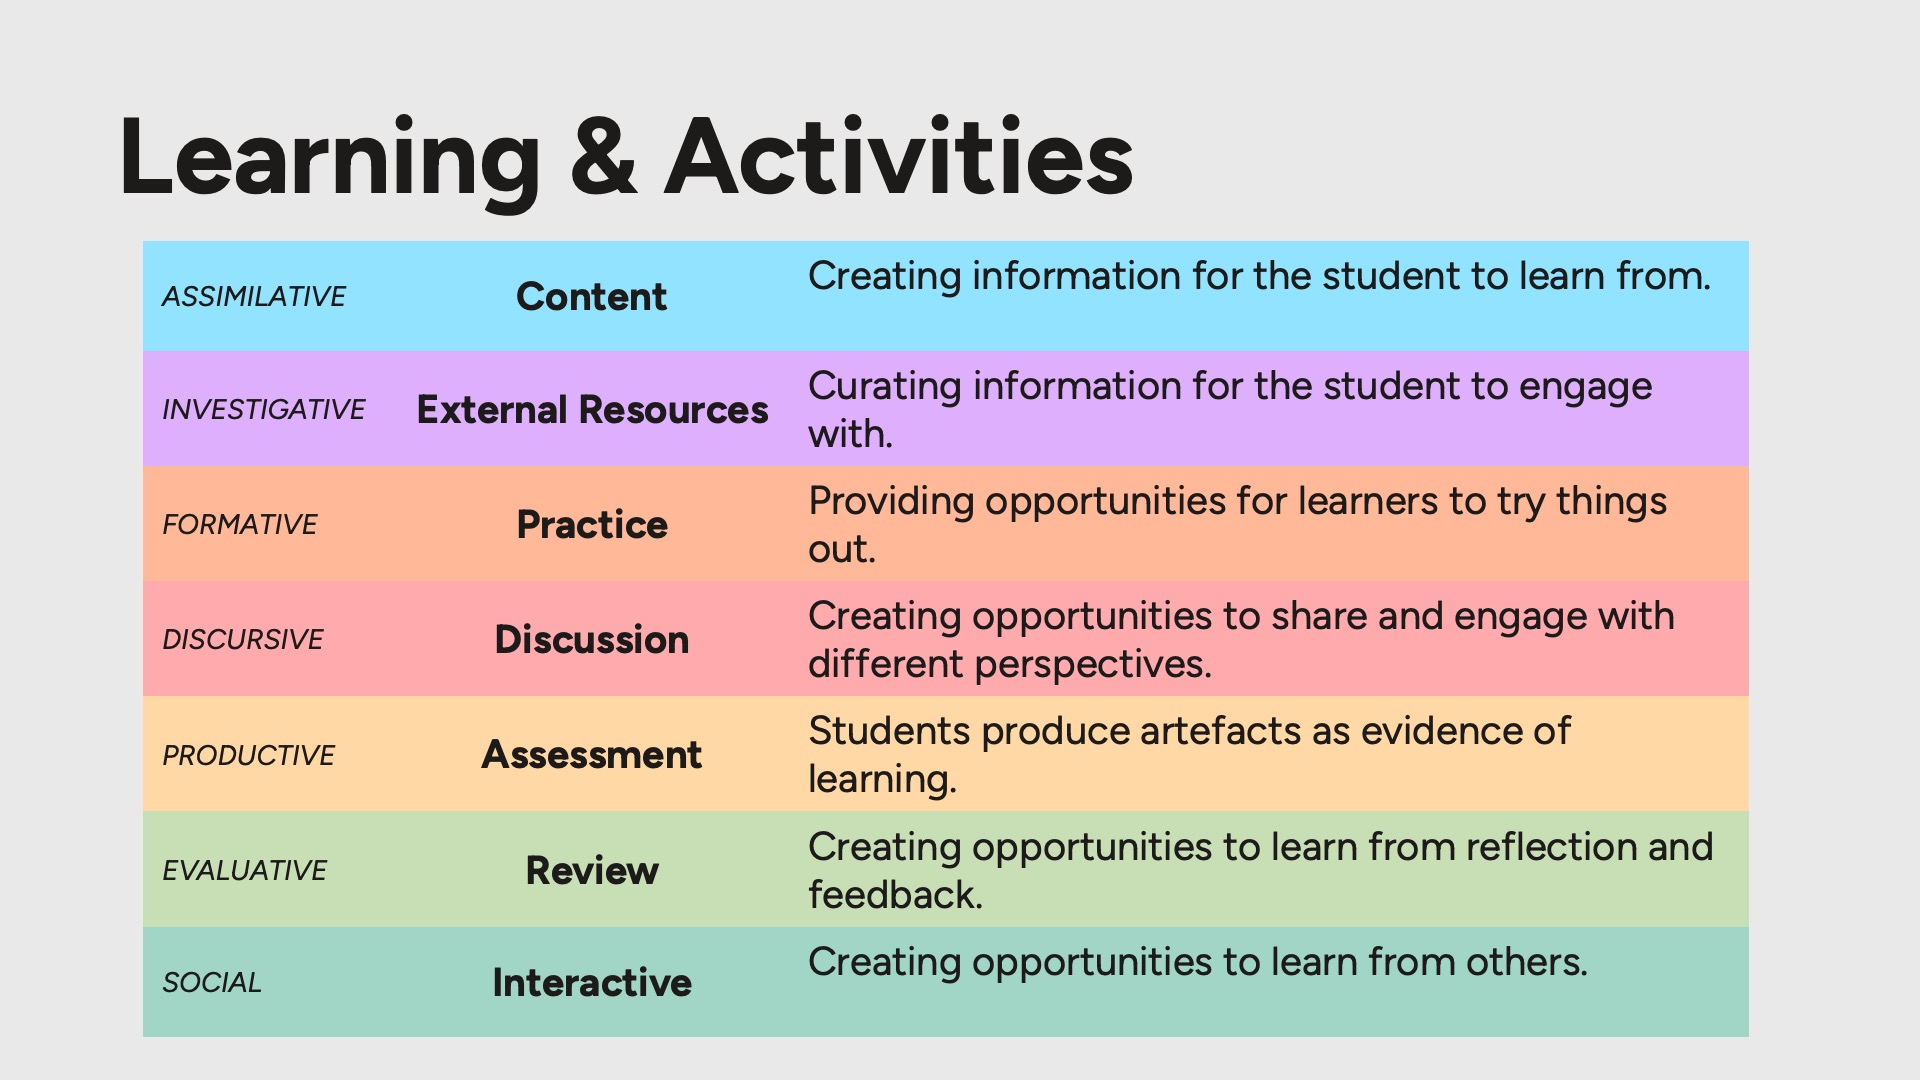 Learning & Activities
ASSIMILATIVE
Content
Creating information for the student to learn from.
INVESTIGATIVE
External Resources
Curating information for the student to engage
with.
FORMATIVE
Practice
Providing opportunities for learners to try things
out.
DISCURSIVE
Discussion
Creating opportunities to share and engage with
different perspectives.
PRODUCTIVE
Assessment
Students produce artefacts as evidence of
learning.
EVALUATIVE
Review
Creating opportunities to learn from reflection and
feedback.
SOCIAL
Interactive
Creating opportunities to learn from others.